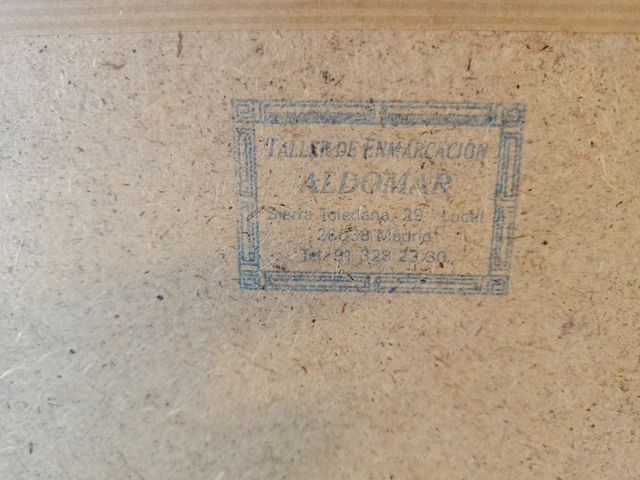 TALLER DE ENMARCACIÓN
ALDOMAR
Sierra Toledana, 29 Local
28038 Madrid
Tel. 91 328 23 30